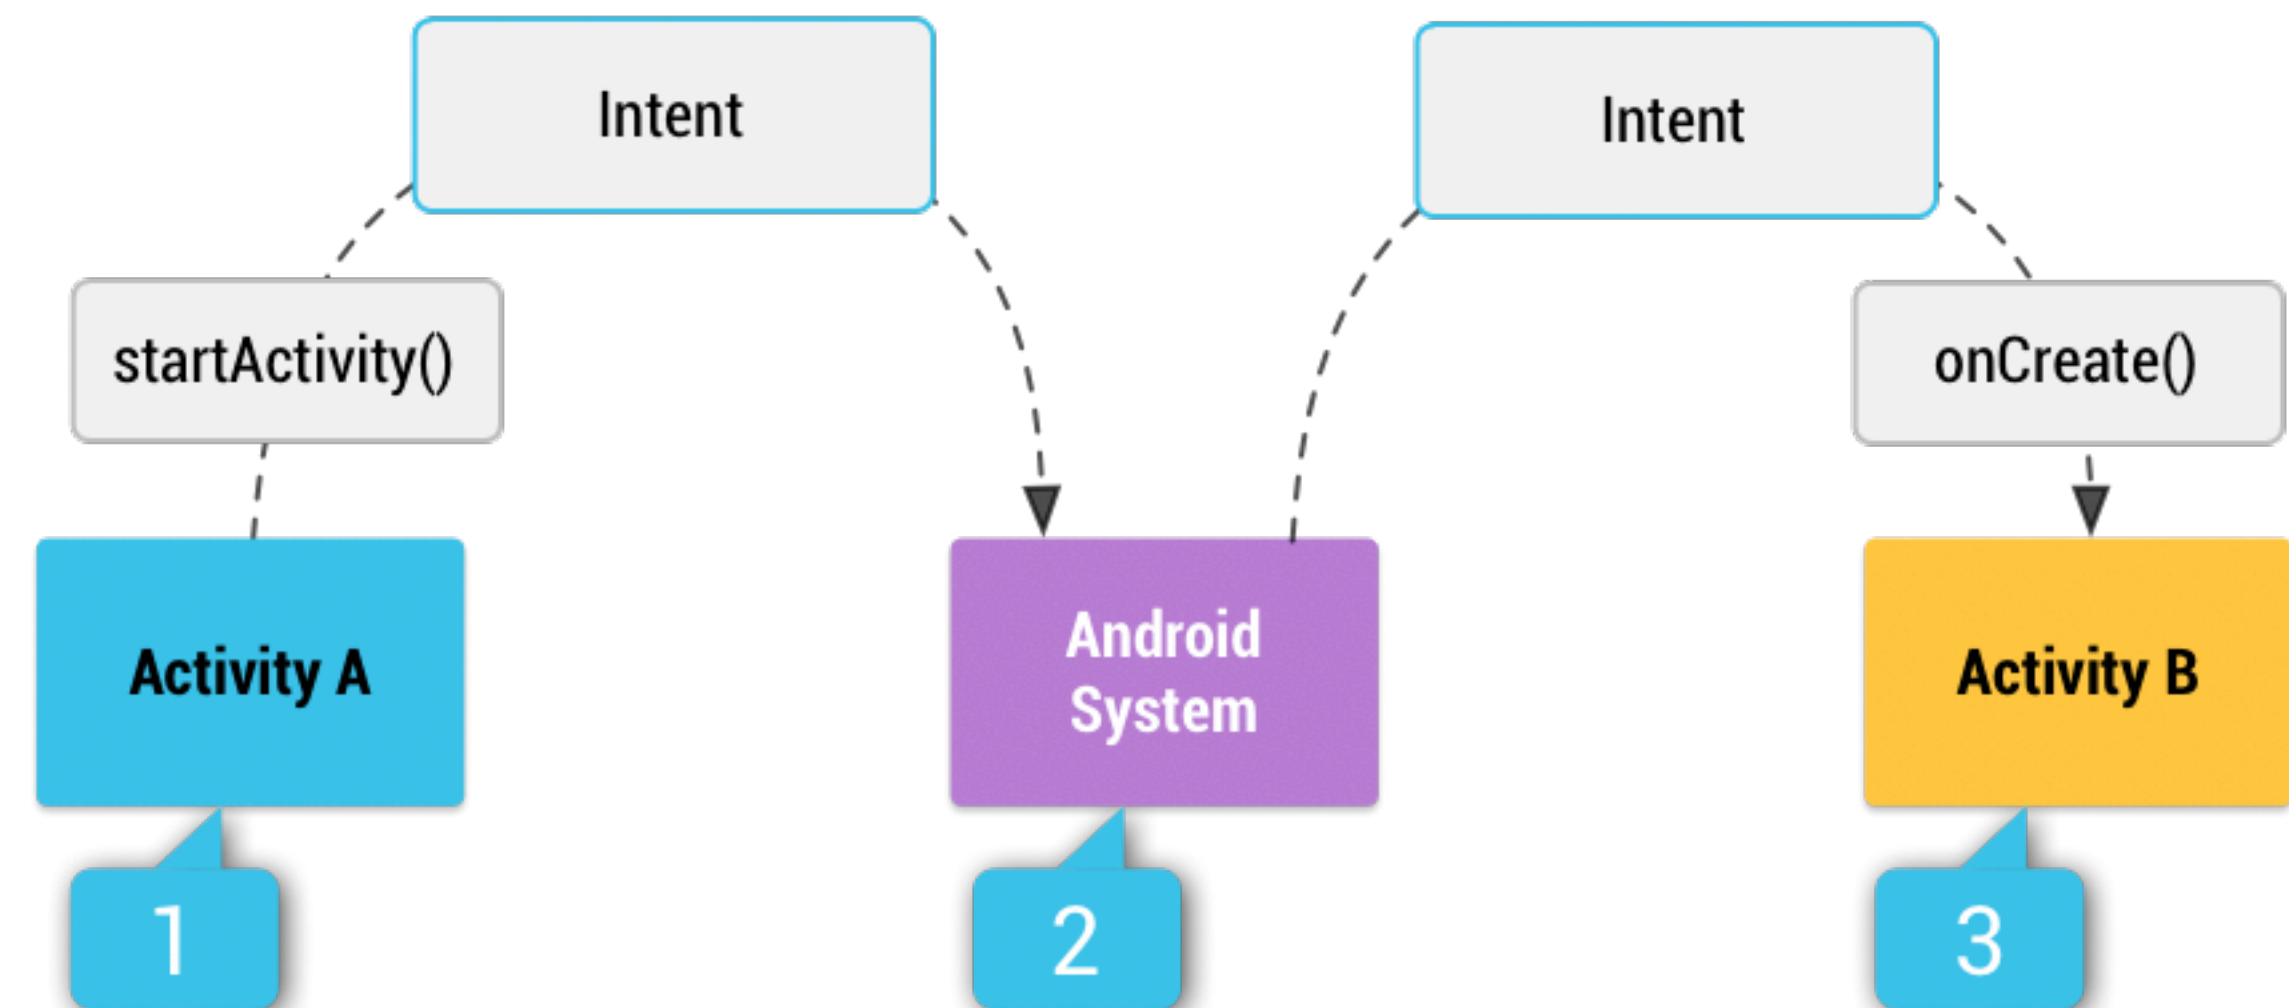 Intent
Intent
startActivity()
onCreate()
Activity A
Android
System
Activity B
1
2
3